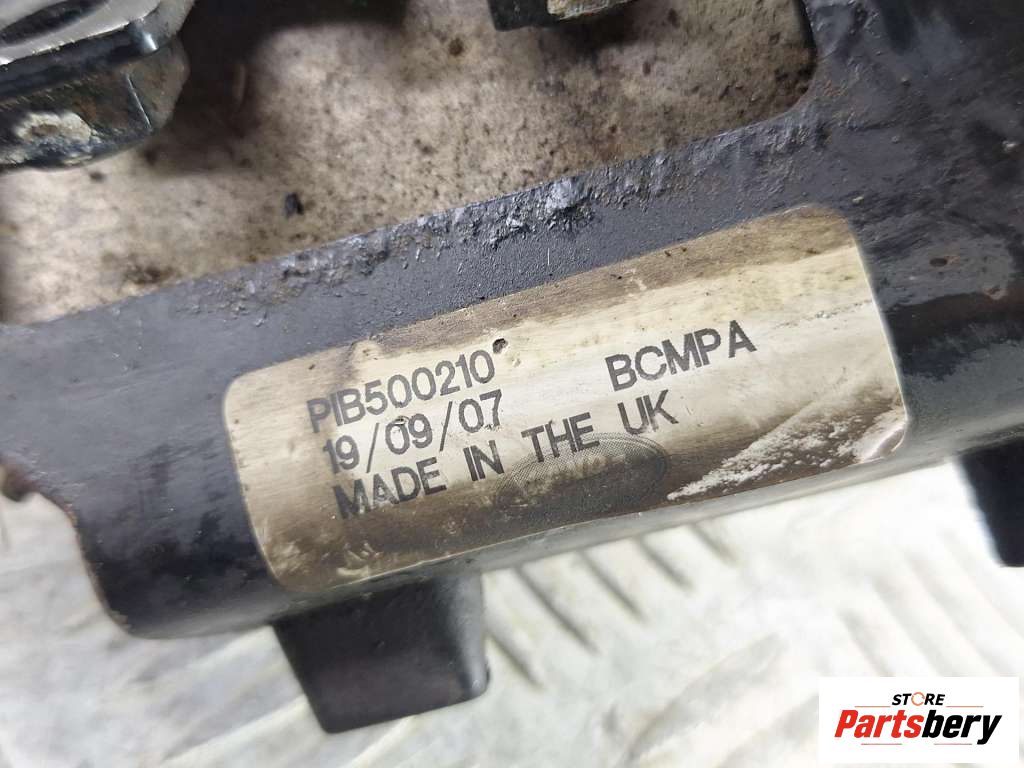 PIB500210 BCMPA
19/09/07
MADE IN THE UK
STORE
Partsbery